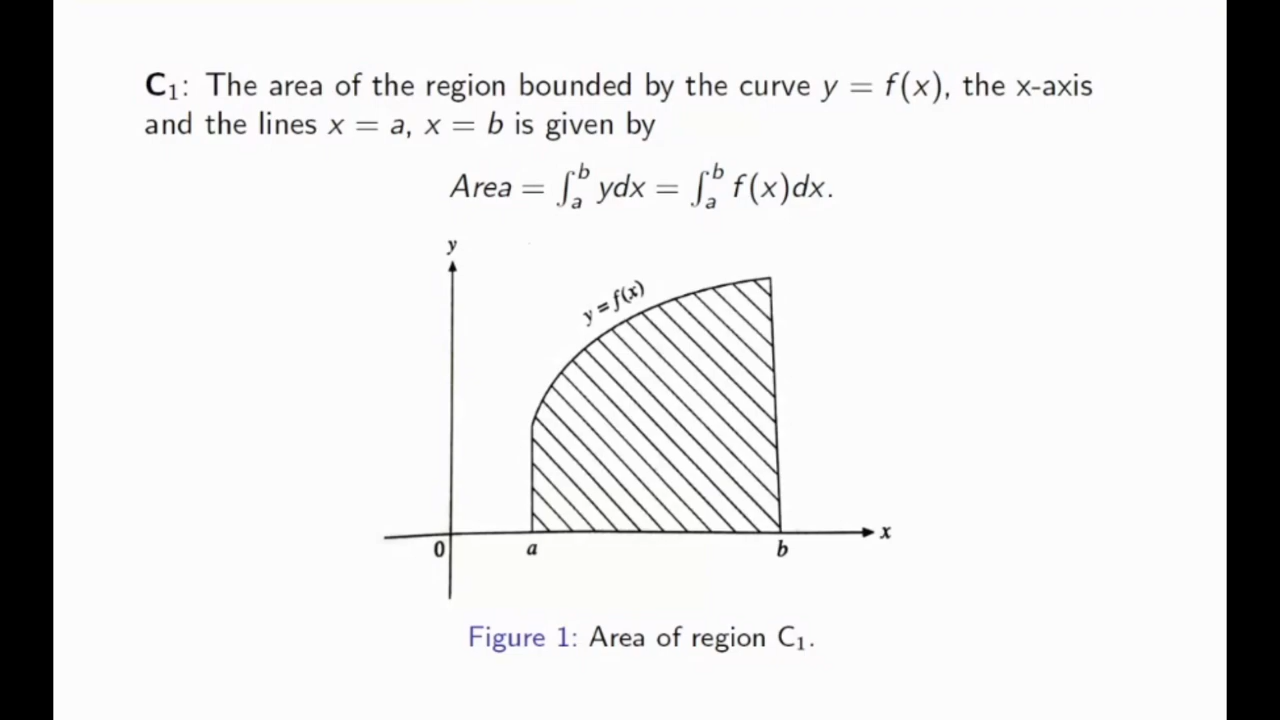 C₁: The area of the region bounded by the curve y = f(x), the x-axis
and the lines x = a, x = b is given by
Area = ∫ₐᵇ ydx = ∫ₐᵇ f(x)dx.
y
y = f(x)
0 a b x
Figure 1: Area of region C₁.